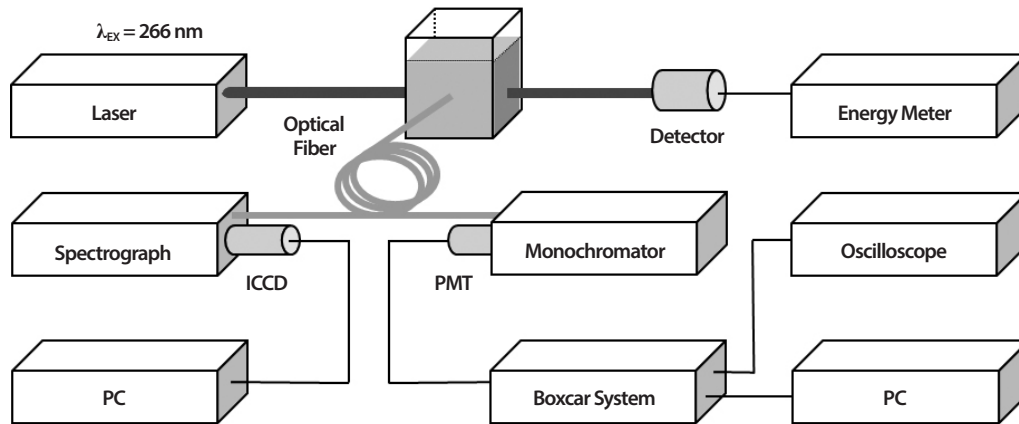 λEX = 266 nm
Laser
Optical
Fiber
Detector
Energy Meter
Spectrograph
ICCD
PMT
Monochromator
Oscilloscope
PC
Boxcar System
PC